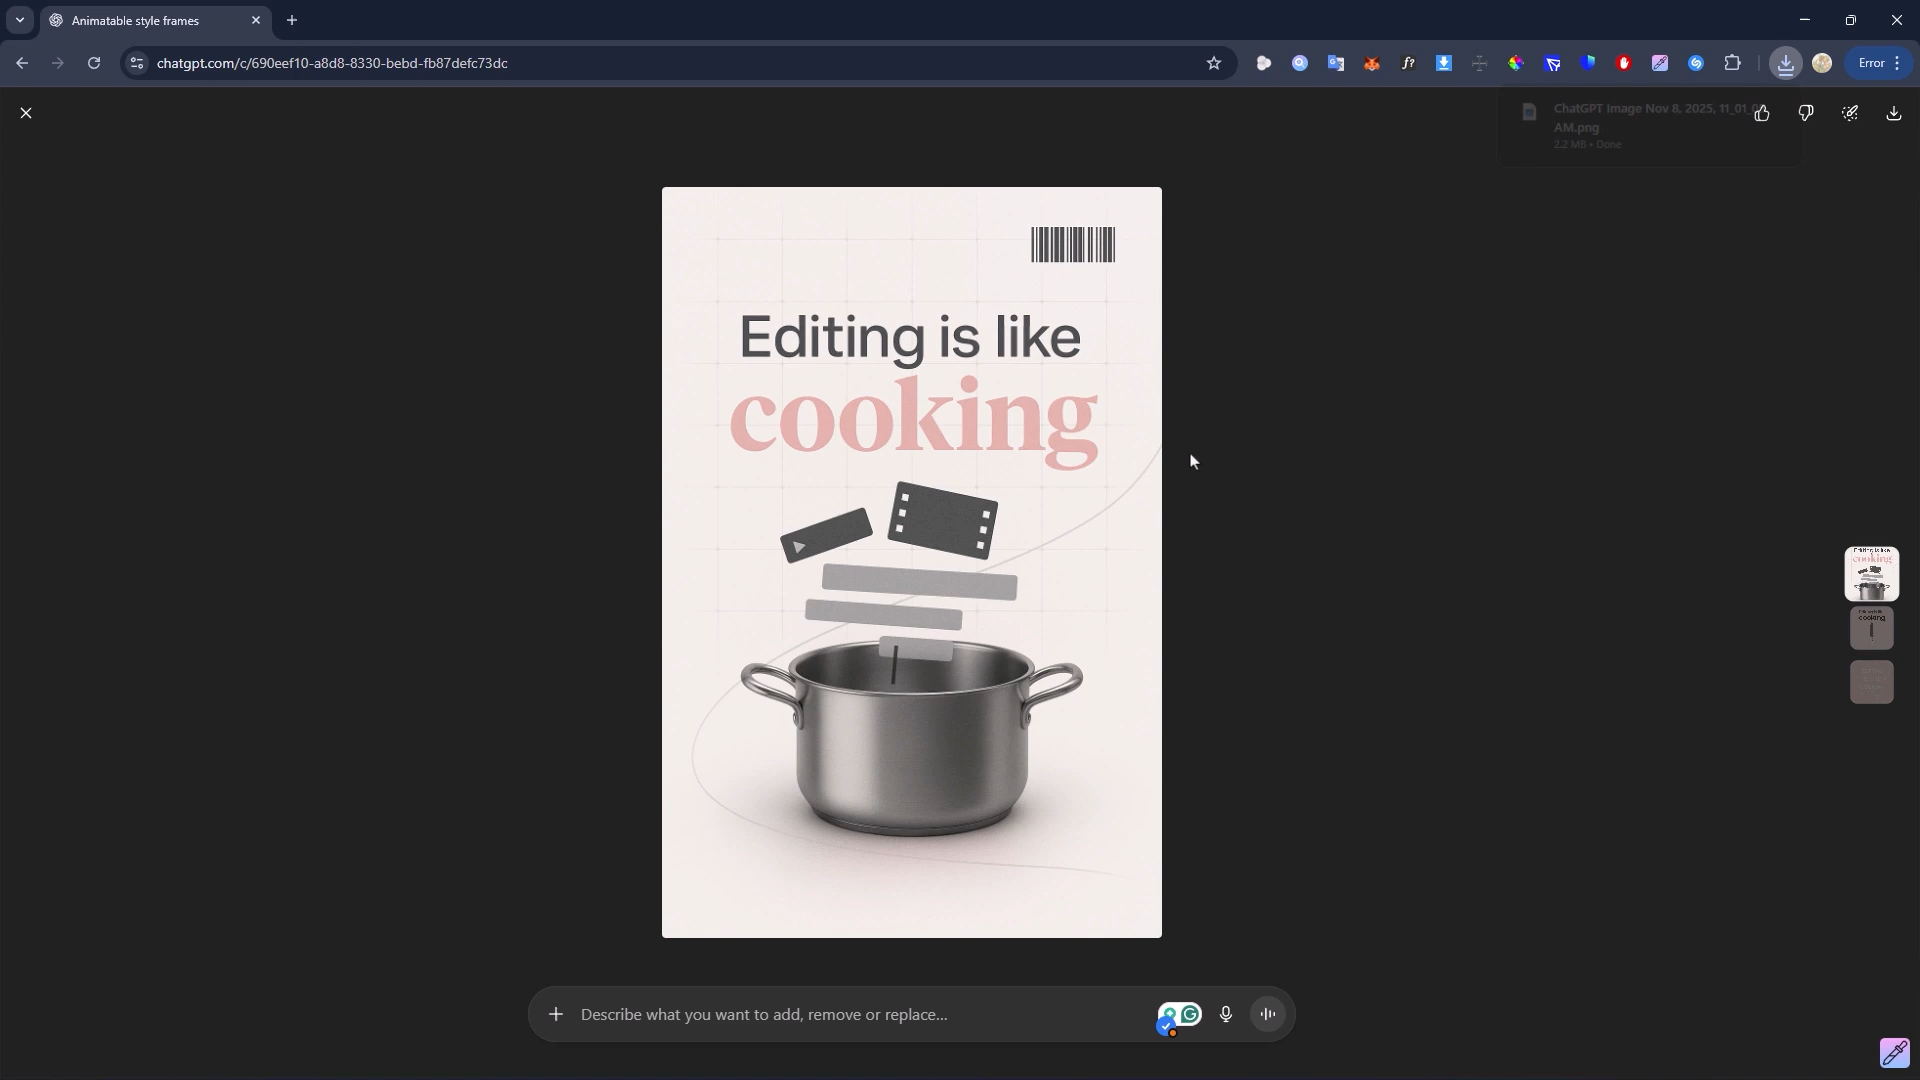 Animatable style frames
chatgpt.com/c/690eef10-a8d8-8330-bebd-fb87defc73dc
Error
ChatGPT Image Nov 8, 2025, 11_01_0
AM.png
2.2 MB • Done
Editing is like
cooking
Describe what you want to add, remove or replace...